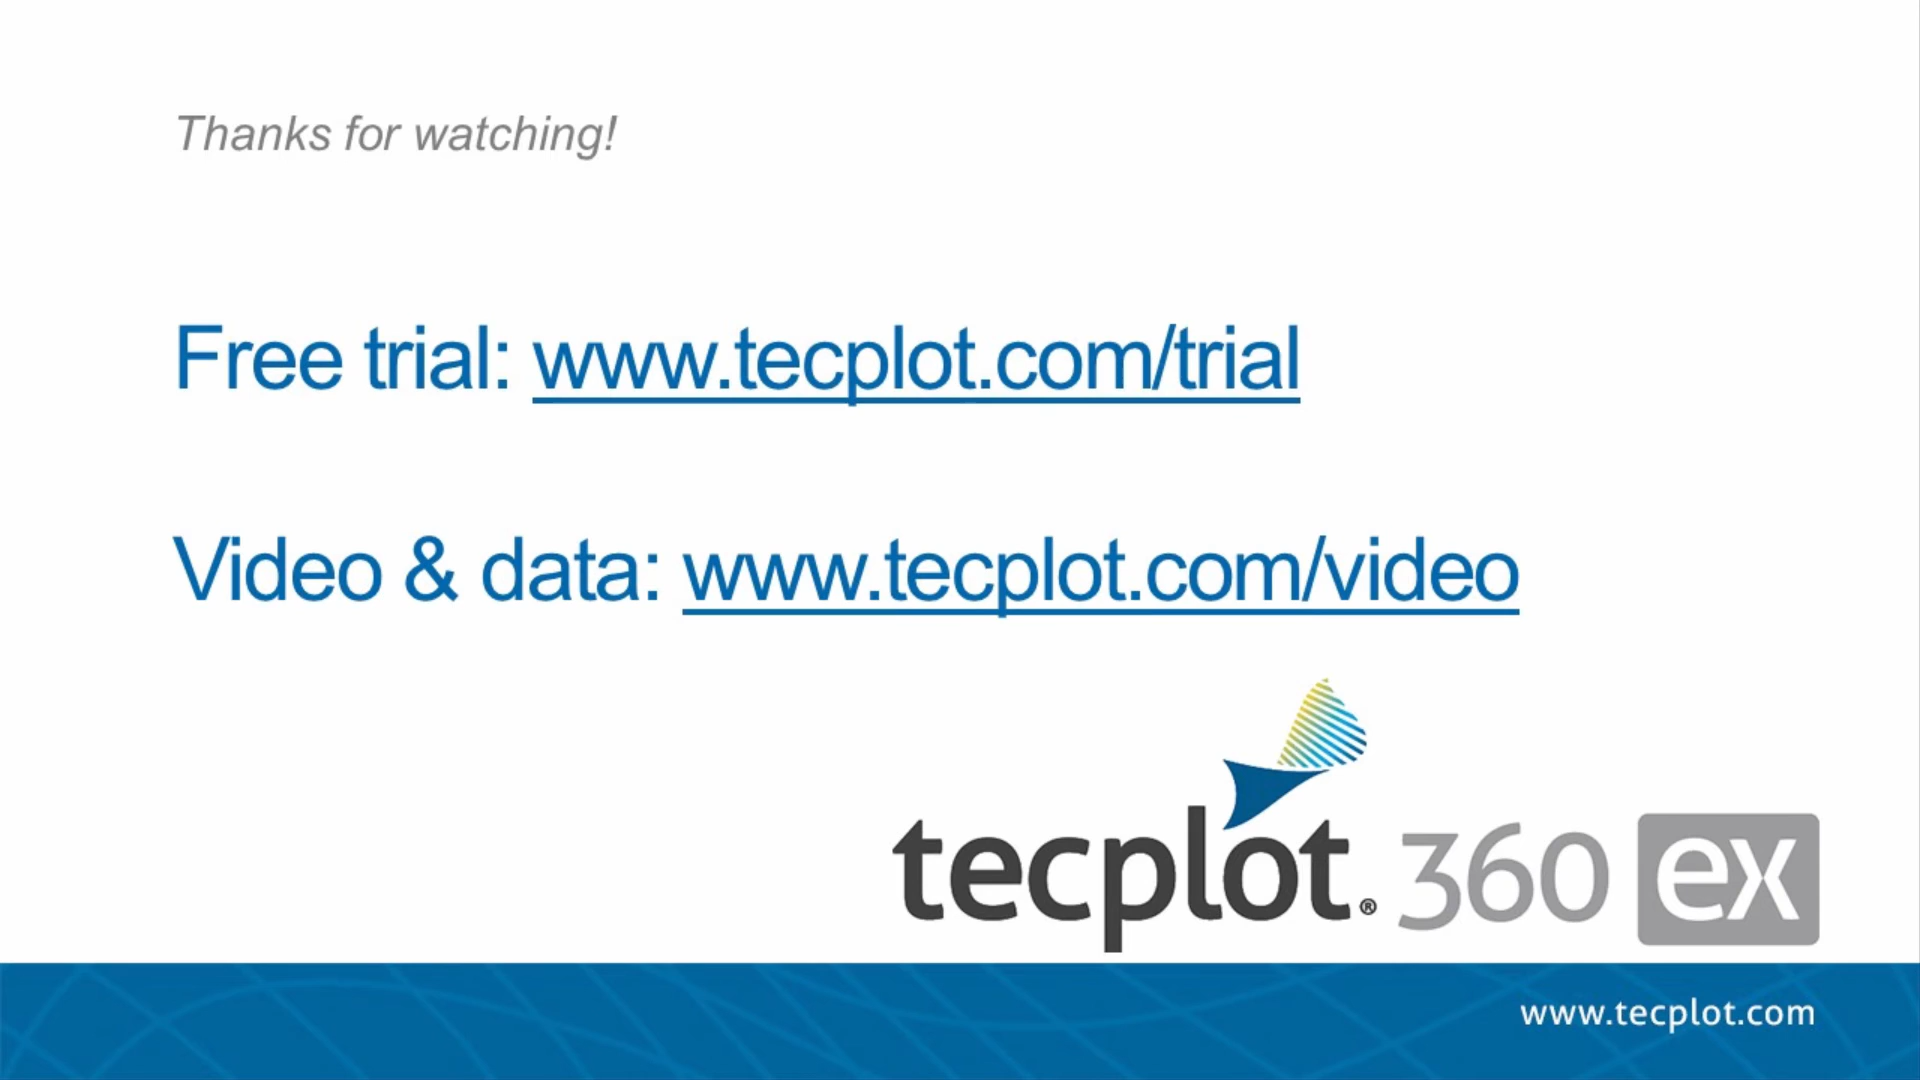 Thanks for watching!
Free trial: www.tecplot.com/trial
Video & data: www.tecplot.com/video
tecplot® 360 ex
www.tecplot.com